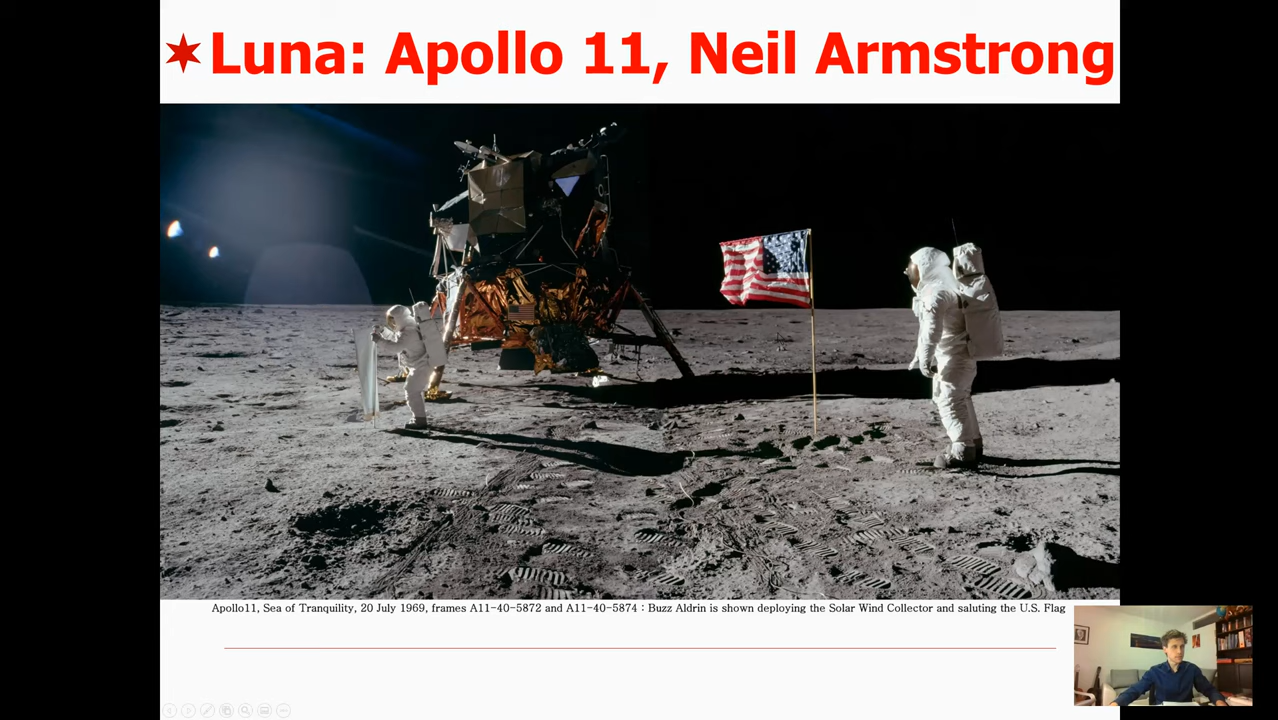 Luna: Apollo 11, Neil Armstrong
Apollo11, Sea of Tranquility, 20 July 1969, frames A11-40-5872 and A11-40-5874 : Buzz Aldrin is shown deploying the Solar Wind Collector and saluting the U.S. Flag